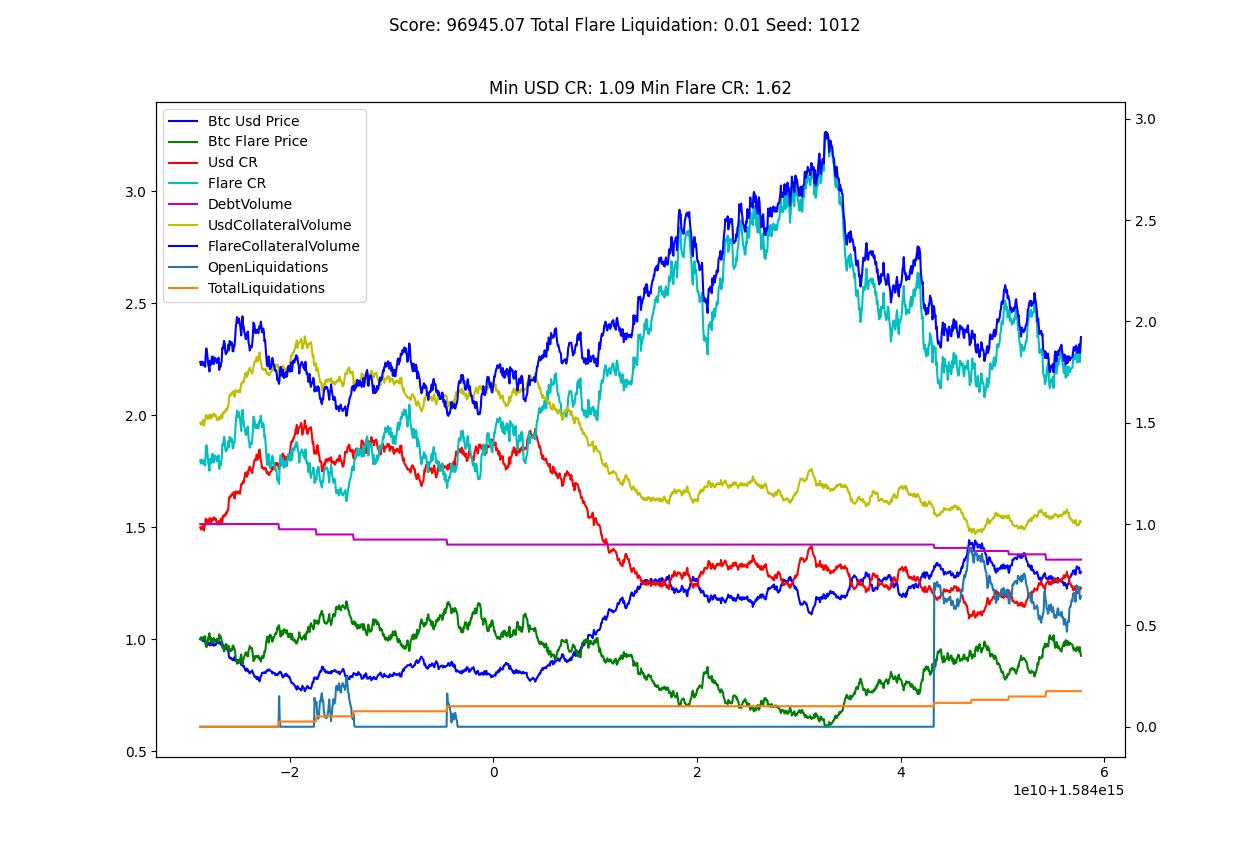 Score: 96945.07 Total Flare Liquidation: 0.01 Seed: 1012
Min USD CR: 1.09 Min Flare CR: 1.62
Btc Usd Price
Btc Flare Price
Usd CR
Flare CR
DebtVolume
UsdCollateralVolume
FlareCollateralVolume
OpenLiquidations
TotalLiquidations
3.0
2.5
2.0
1.5
1.0
0.5
3.0
2.5
2.0
1.5
1.0
0.5
0.0
−2 0 2 4 6
1e10+1.584e15